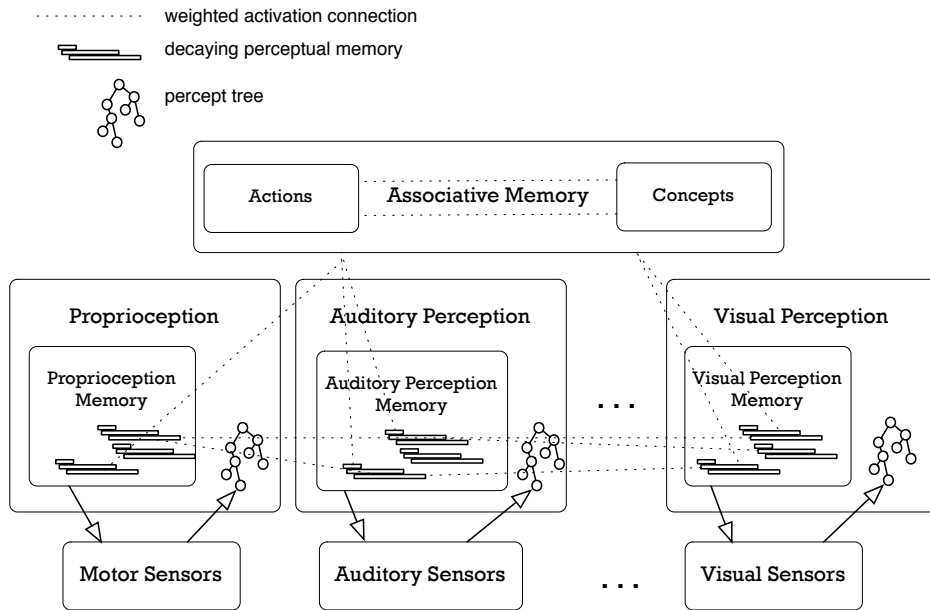 weighted activation connection
decaying perceptual memory
percept tree
Actions
Associative Memory
Concepts
Proprioception
Auditory Perception
Visual Perception
Proprioception
Memory
Auditory Perception
Memory
Visual Perception
Memory
...
Motor Sensors
Auditory Sensors
...
Visual Sensors